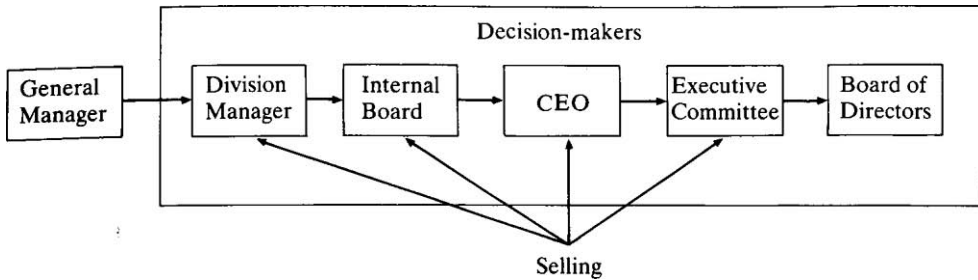 Decision-makers
General
Manager
Division
Manager
Internal
Board
CEO
Executive
Committee
Board of
Directors
Selling